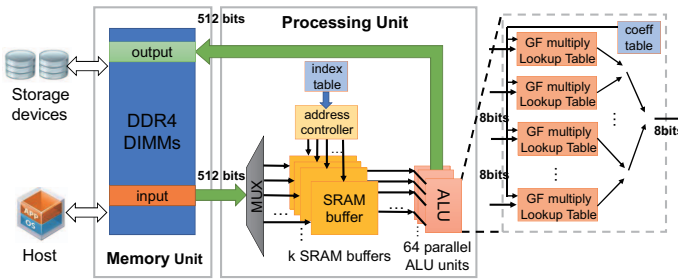 512 bits
Processing Unit
output
Storage
devices
DDR4
DIMMs
index
table
address
controller
......
512 bits
input
MUX
SRAM
buffer
...
...
...
ALU
APP
OS
Host
Memory Unit
k SRAM buffers
64 parallel
ALU units
GF multiply
Lookup Table
coeff
table
GF multiply
Lookup Table
8bits
GF multiply
Lookup Table
...
...
8bits
8bits
GF multiply
Lookup Table